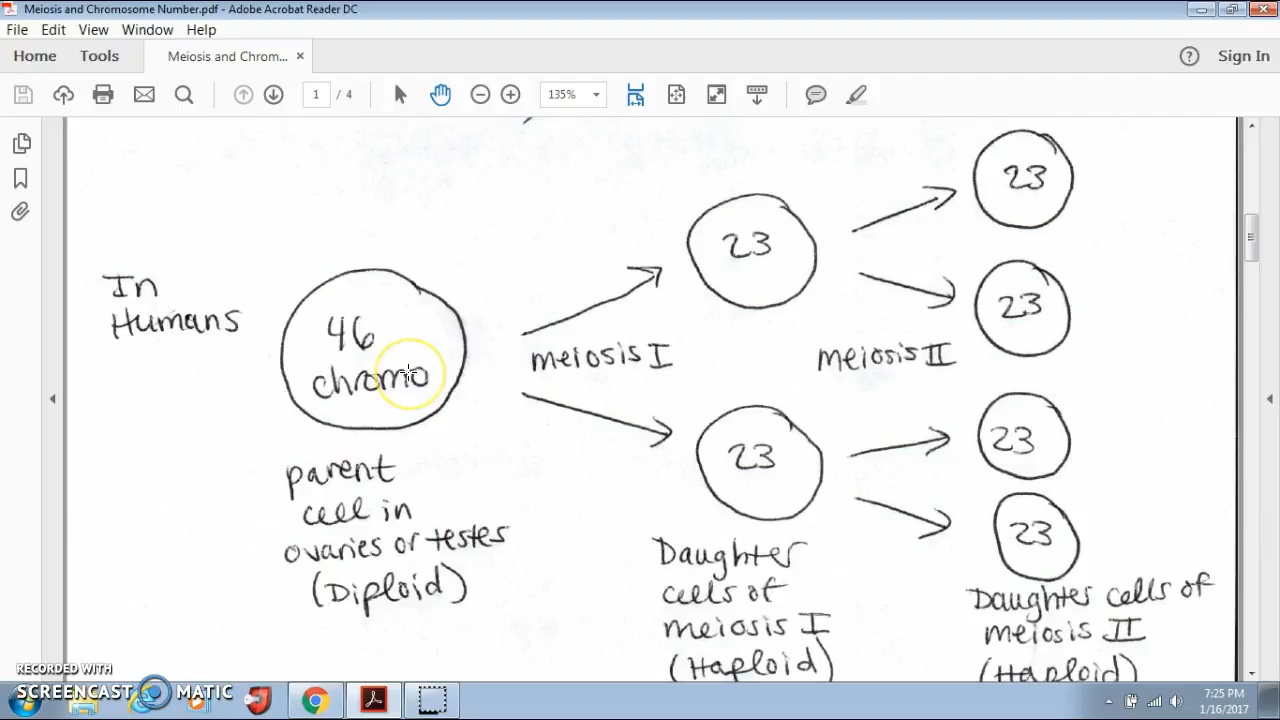 Meiosis and Chromosome Number.pdf - Adobe Acrobat Reader DC
File Edit View Window Help
Home Tools Meiosis and Chrom... × ? Sign In
1 / 4 135%
In
Humans
46
chromo
parent
cell in
ovaries or testes
(Diploid)
meiosis I
23
23
Daughter
cells of
meiosis I
(Haploid)
meiosis II
23
23
23
23
Daughter cells of
meiosis II
(Haploid)
RECORDED WITH
SCREENCAST MATIC
7:25 PM
1/16/2017